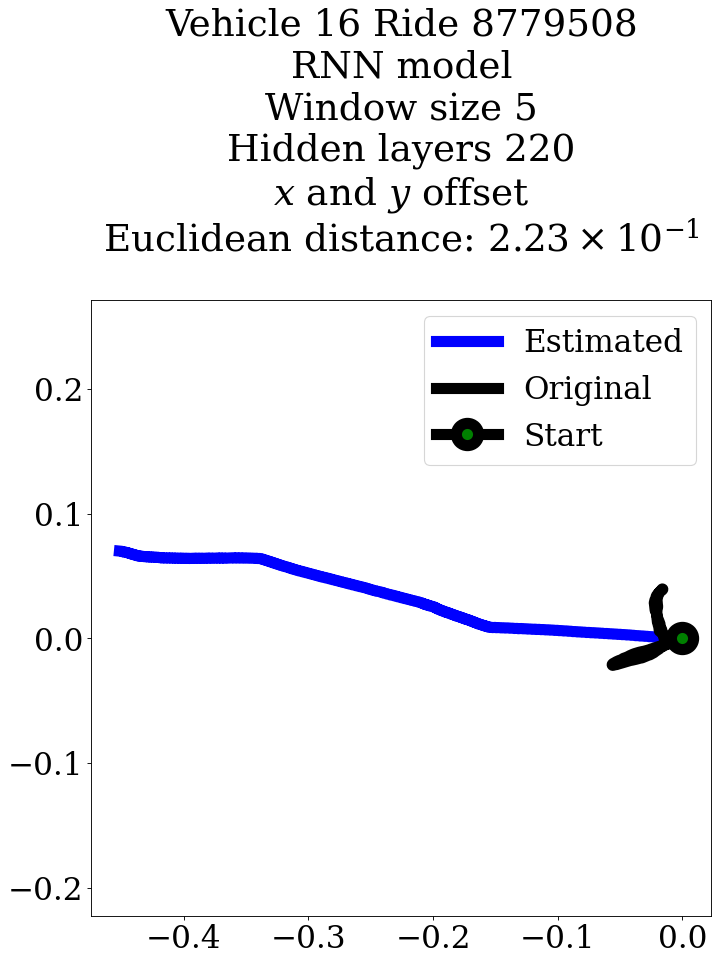 Vehicle 16 Ride 8779508
RNN model
Window size 5
Hidden layers 220
x and y offset
Euclidean distance: 2.23 × 10⁻¹
Estimated
Original
Start
0.2
0.1
0.0
−0.1
−0.2
−0.4 −0.3 −0.2 −0.1 0.0